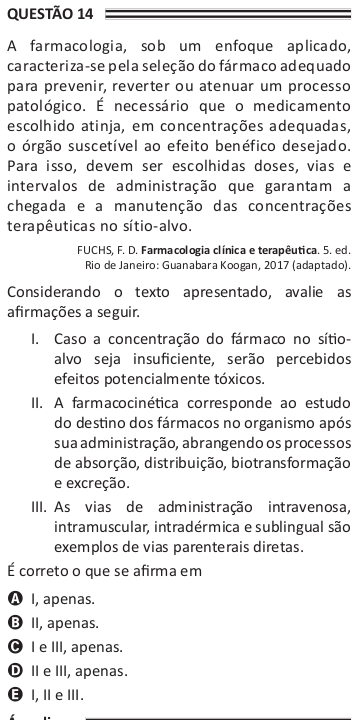 QUESTÃO 14
A farmacologia, sob um enfoque aplicado,
caracteriza-se pela seleção do fármaco adequado
para prevenir, reverter ou atenuar um processo
patológico. É necessário que o medicamento
escolhido atinja, em concentrações adequadas,
o órgão suscetível ao efeito benéfico desejado.
Para isso, devem ser escolhidas doses, vias e
intervalos de administração que garantam a
chegada e a manutenção das concentrações
terapêuticas no sítio-alvo.
FUCHS, F. D. Farmacologia clínica e terapêutica. 5. ed.
Rio de Janeiro: Guanabara Koogan, 2017 (adaptado).
Considerando o texto apresentado, avalie as
afirmações a seguir.
I. Caso a concentração do fármaco no sítio-
alvo seja insuficiente, serão percebidos
efeitos potencialmente tóxicos.
II. A farmacocinética corresponde ao estudo
do destino dos fármacos no organismo após
sua administração, abrangendo os processos
de absorção, distribuição, biotransformação
e excreção.
III. As vias de administração intravenosa,
intramuscular, intradérmica e sublingual são
exemplos de vias parenterais diretas.
É correto o que se afirma em
A I, apenas.
B II, apenas.
C I e III, apenas.
D II e III, apenas.
E I, II e III.